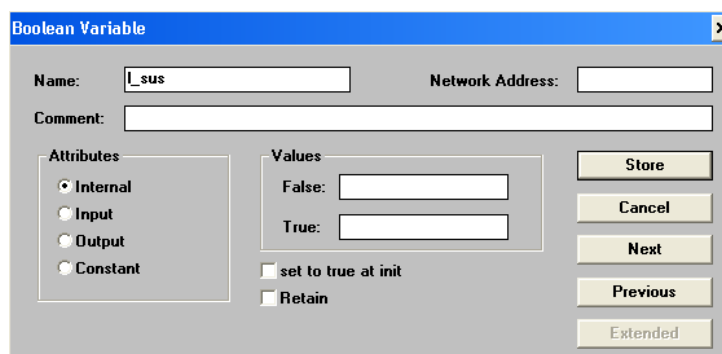 Boolean Variable
Name: I_sus Network Address:
Comment:
Attributes
Internal
Input
Output
Constant
Values
False:
True:
set to true at init
Retain
Store
Cancel
Next
Previous
Extended